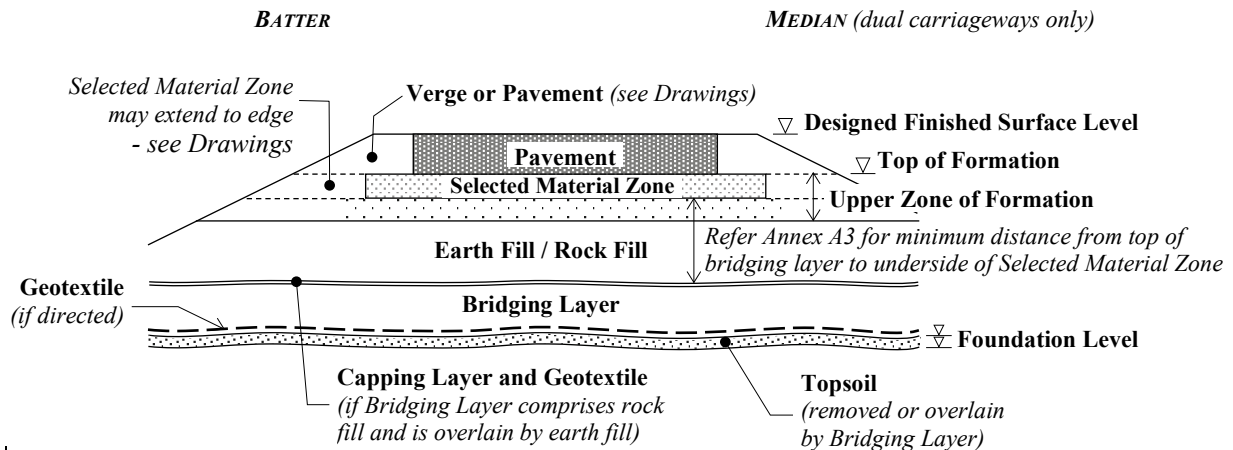 BATTER
MEDIAN (dual carriageways only)
Selected Material Zone
may extend to edge
- see Drawings
Verge or Pavement (see Drawings)
Designed Finished Surface Level
Pavement
Top of Formation
Selected Material Zone
Upper Zone of Formation
Earth Fill / Rock Fill
Refer Annex A3 for minimum distance from top of
bridging layer to underside of Selected Material Zone
Geotextile
(if directed)
Bridging Layer
Foundation Level
Capping Layer and Geotextile
(if Bridging Layer comprises rock
fill and is overlain by earth fill)
Topsoil
(removed or overlain
by Bridging Layer)